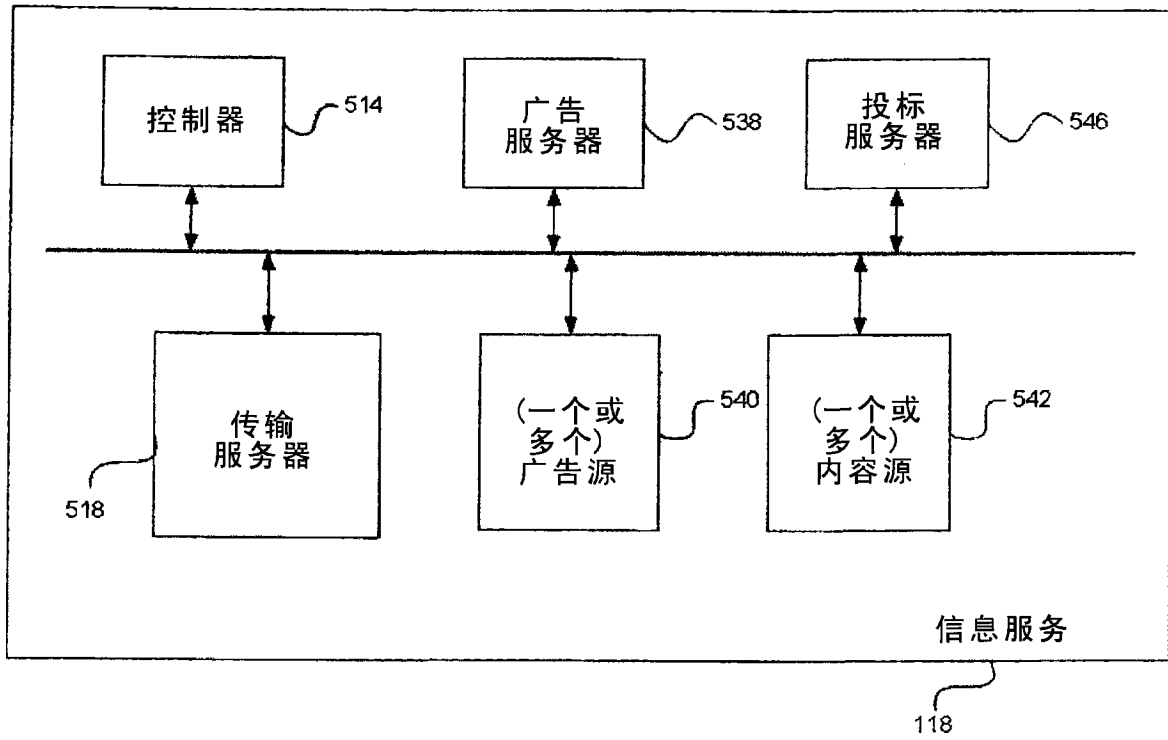 控制器
514
广告
服务器
538
投标
服务器
546
传输
服务器
518
(一个或
多个)
广告源
540
(一个或
多个)
内容源
542
信息服务
118